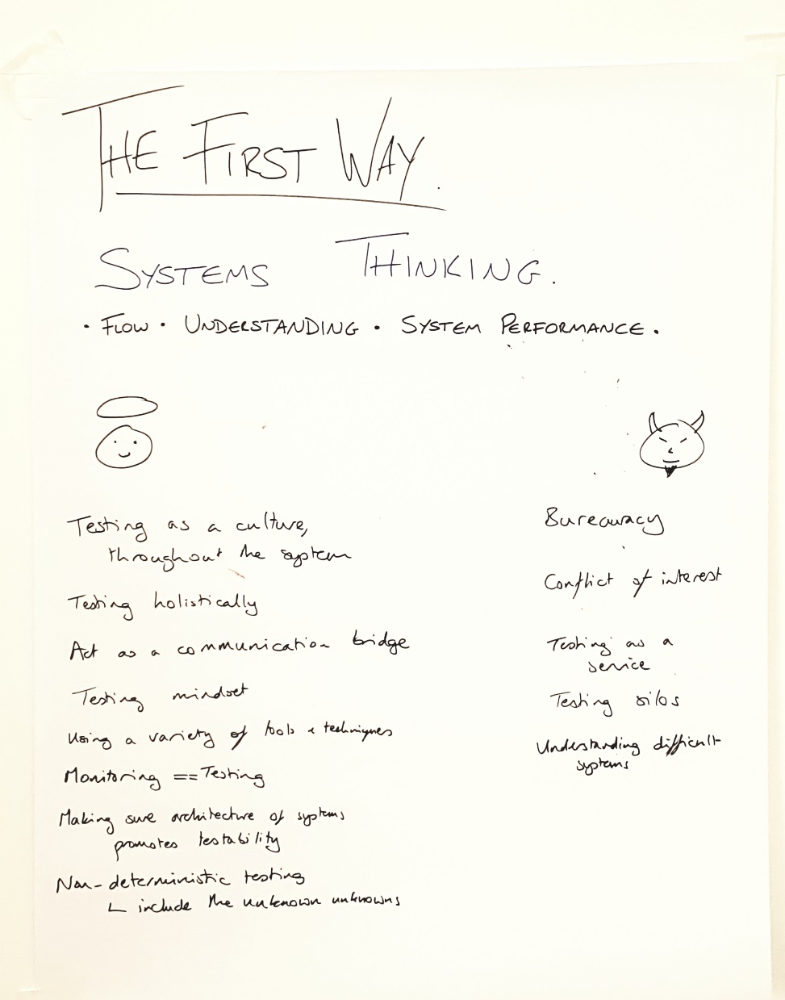 THE FIRST WAY.
SYSTEMS THINKING.
· FLOW · UNDERSTANDING · SYSTEM PERFORMANCE.
Testing as a culture,
throughout the system
Testing holistically
Act as a communication bridge
Testing mindset
Using a variety of tools & techniques
Monitoring == Testing
Making sure architecture of systems
promotes testability
Non-deterministic testing
∟ include the unknown unknowns
Bureauracy
Conflict of interest
Testing as a
service
Testing silos
Understanding difficult
systems